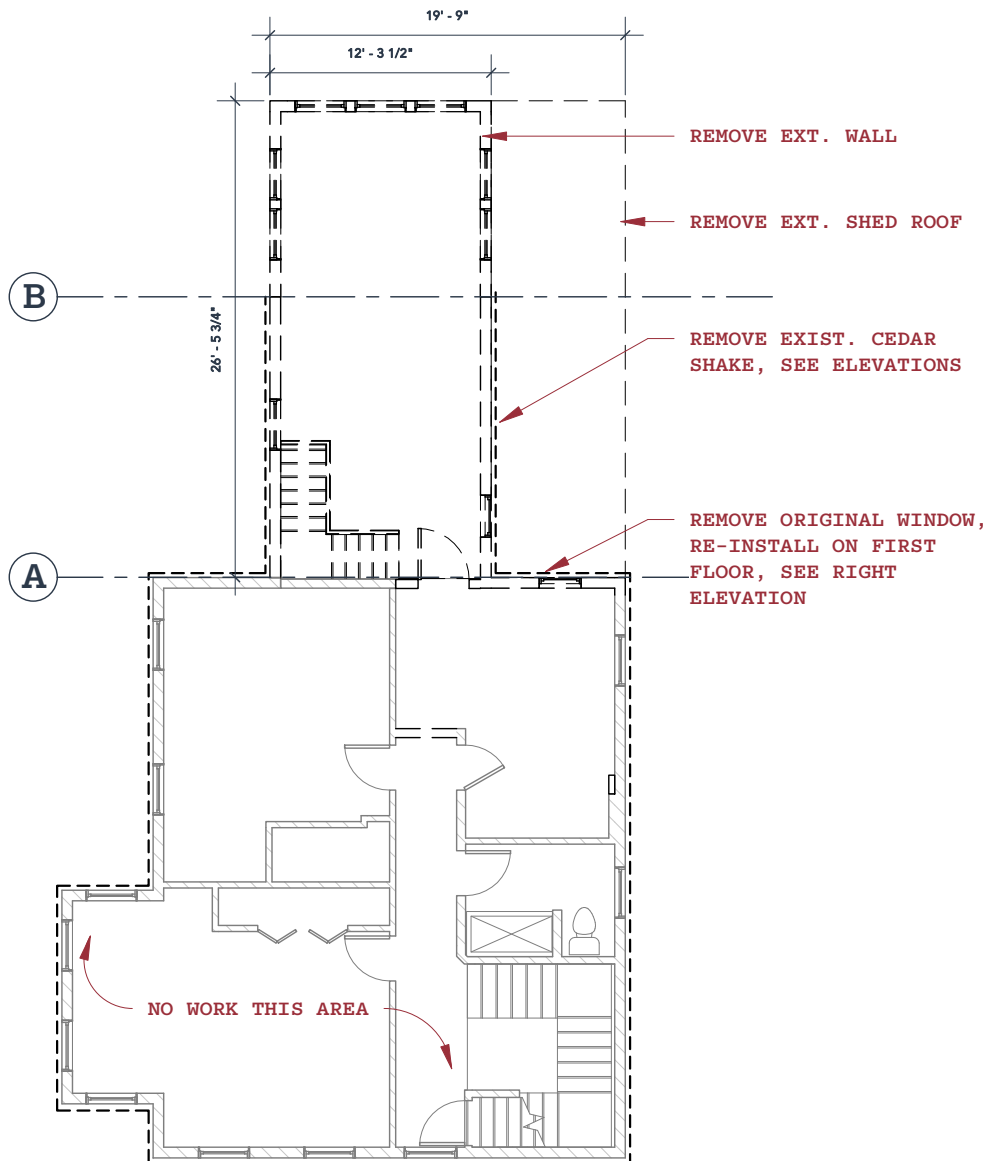 19' - 9"
12' - 3 1/2"
REMOVE EXT. WALL
REMOVE EXT. SHED ROOF
B
26' - 5 3/4"
REMOVE EXIST. CEDAR
SHAKE, SEE ELEVATIONS
REMOVE ORIGINAL WINDOW,
RE-INSTALL ON FIRST
FLOOR, SEE RIGHT
ELEVATION
A
NO WORK THIS AREA